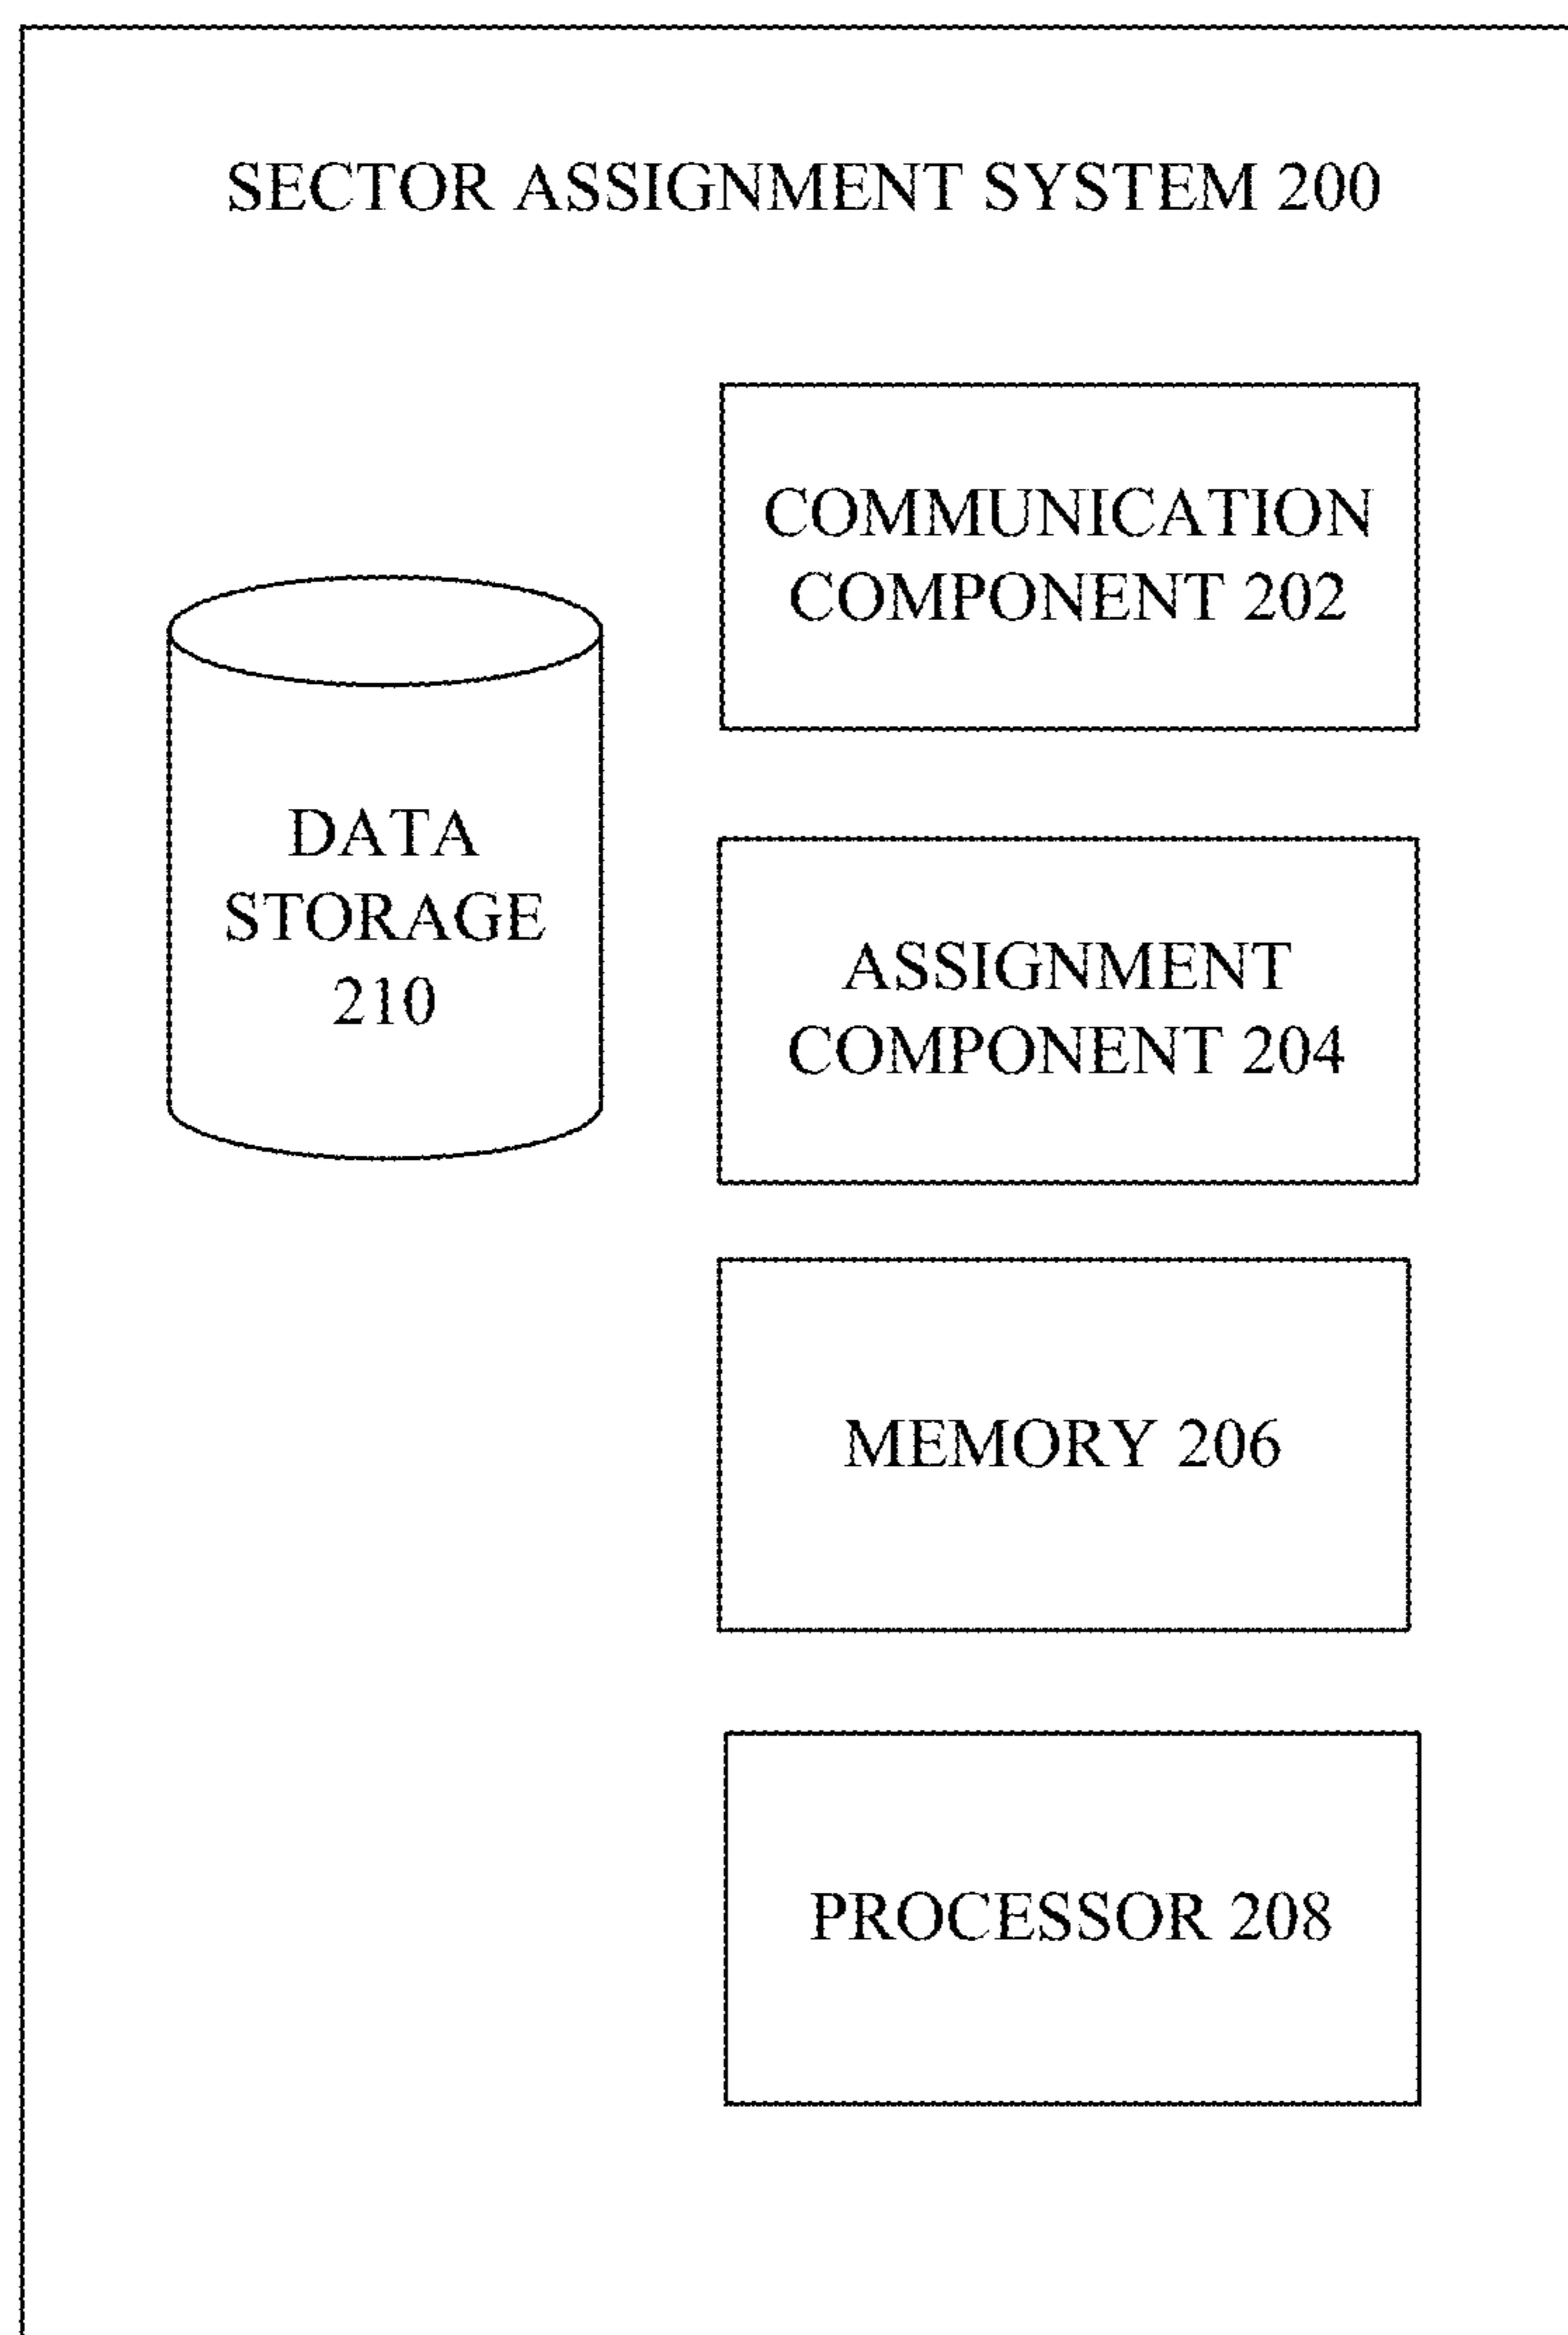 SECTOR ASSIGNMENT SYSTEM 200
COMMUNICATION
COMPONENT 202
DATA
STORAGE
210
ASSIGNMENT
COMPONENT 204
MEMORY 206
PROCESSOR 208